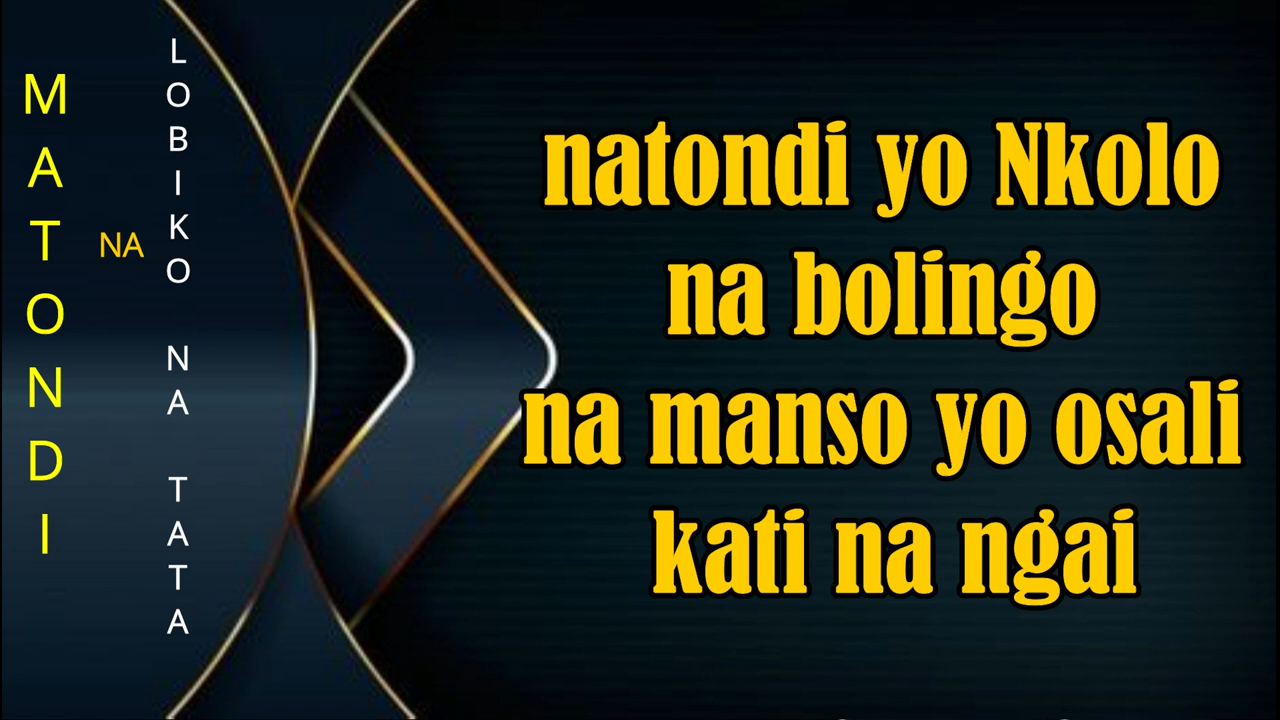 MATONDI
NA
LOBIKO NA TATA
natondi yo Nkolo
na bolingo
na manso yo osali
kati na ngai